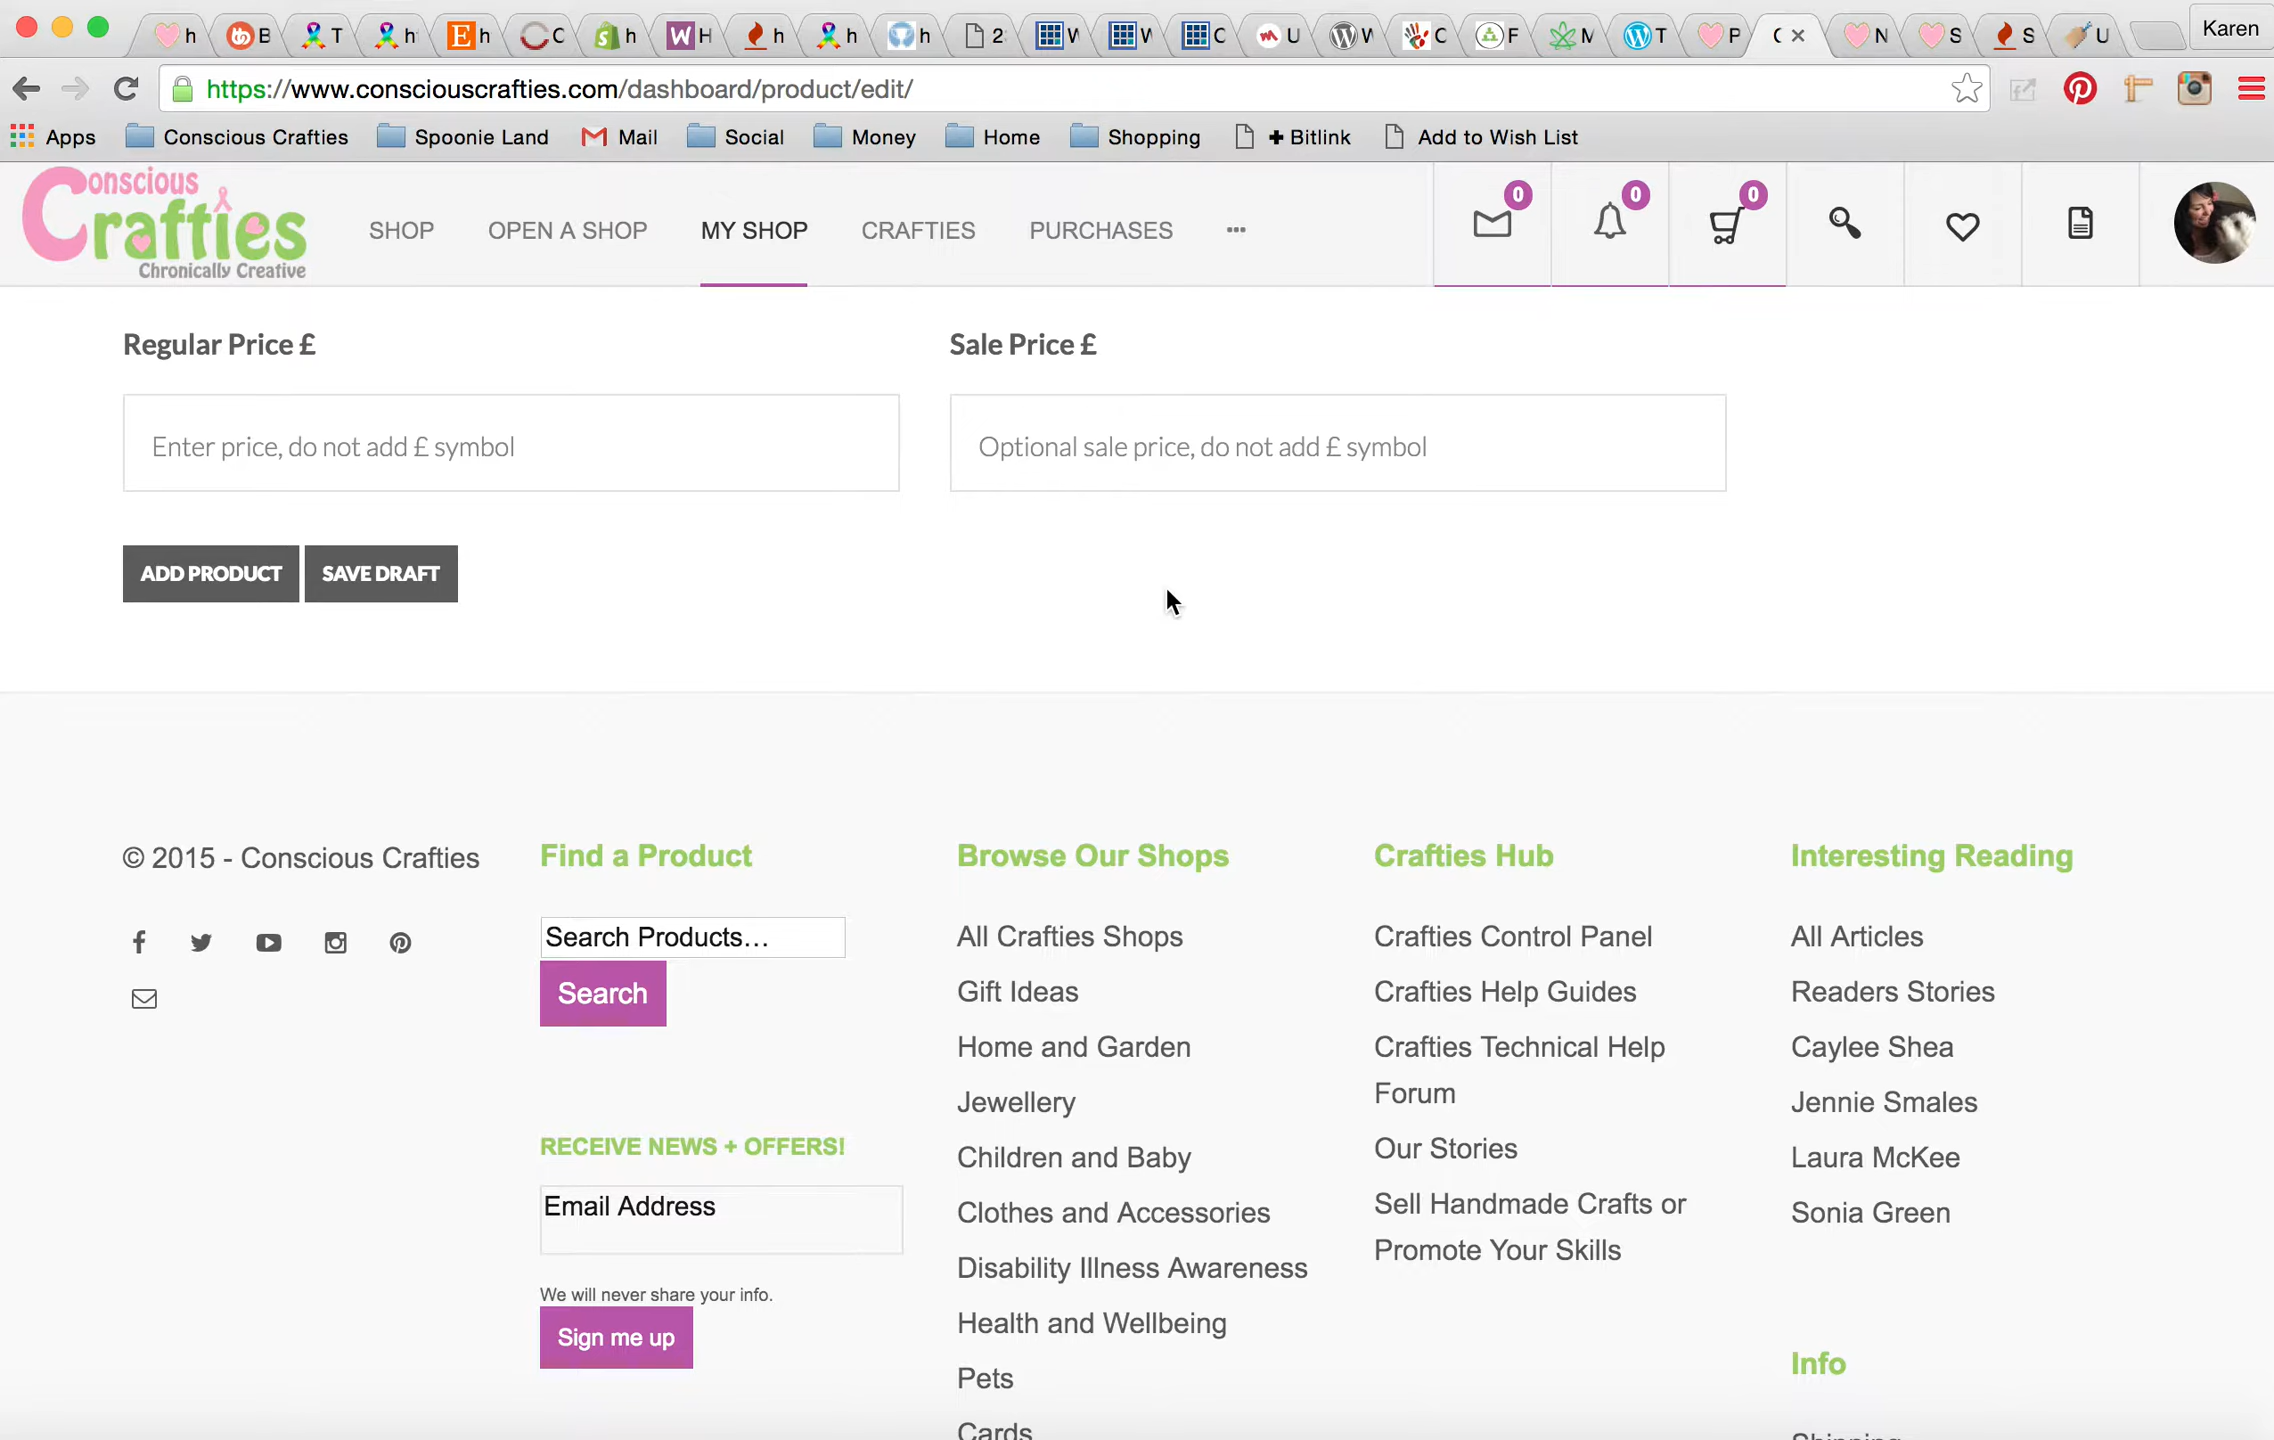 h B T h h C h H h h h 2 W W C U W C F M T P C N S S U Karen
https://www.consciouscrafties.com/dashboard/product/edit/
Apps Conscious Crafties Spoonie Land Mail Social Money Home Shopping + Bitlink Add to Wish List
Conscious
Crafties
Chronically Creative
SHOP OPEN A SHOP MY SHOP CRAFTIES PURCHASES ••• 0 0 0
Regular Price £ Sale Price £
Enter price, do not add £ symbol Optional sale price, do not add £ symbol
ADD PRODUCT SAVE DRAFT
© 2015 - Conscious Crafties
Find a Product
Search Products...
Search
RECEIVE NEWS + OFFERS!
Email Address
We will never share your info.
Sign me up
Browse Our Shops
All Crafties Shops
Gift Ideas
Home and Garden
Jewellery
Children and Baby
Clothes and Accessories
Disability Illness Awareness
Health and Wellbeing
Pets
Cards
Crafties Hub
Crafties Control Panel
Crafties Help Guides
Crafties Technical Help
Forum
Our Stories
Sell Handmade Crafts or
Promote Your Skills
Interesting Reading
All Articles
Readers Stories
Caylee Shea
Jennie Smales
Laura McKee
Sonia Green
Info
Shipping